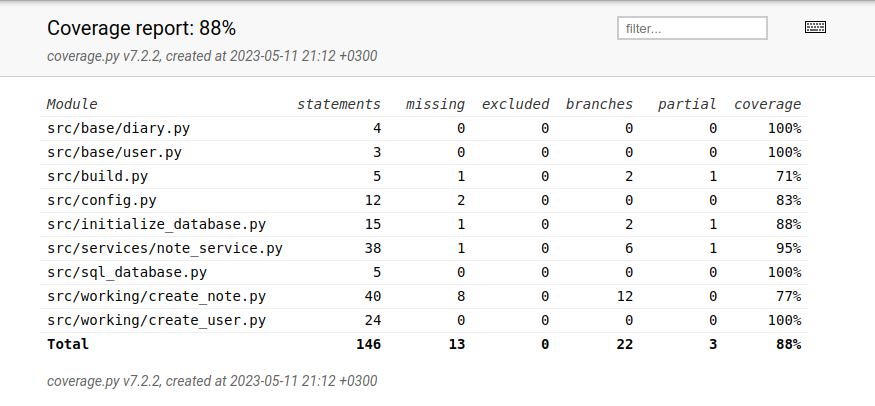 Coverage report: 88%
filter...
coverage.py v7.2.2, created at 2023-05-11 21:12 +0300
Module statements missing excluded branches partial coverage
src/base/diary.py 4 0 0 0 0 100%
src/base/user.py 3 0 0 0 0 100%
src/build.py 5 1 0 2 1 71%
src/config.py 12 2 0 0 0 83%
src/initialize_database.py 15 1 0 2 1 88%
src/services/note_service.py 38 1 0 6 1 95%
src/sql_database.py 5 0 0 0 0 100%
src/working/create_note.py 40 8 0 12 0 77%
src/working/create_user.py 24 0 0 0 0 100%
Total 146 13 0 22 3 88%
coverage.py v7.2.2, created at 2023-05-11 21:12 +0300